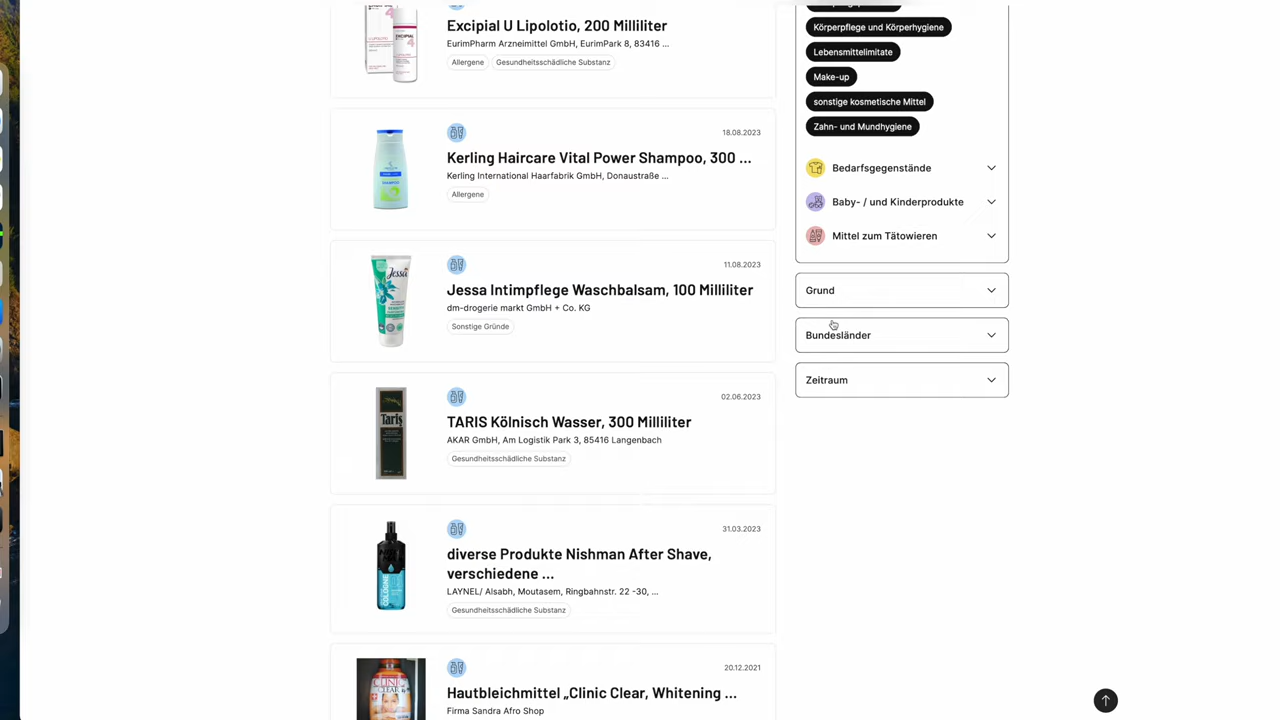 Excipial U Lipolotio, 200 Milliliter
EurimPharm Arzneimittel GmbH, EurimPark 8, 83416 ...
Allergene
Gesundheitsschädliche Substanz
18.08.2023
Kerling Haircare Vital Power Shampoo, 300 ...
Kerling International Haarfabrik GmbH, Donaustraße ...
Allergene
11.08.2023
Jessa
Jessa Intimpflege Waschbalsam, 100 Milliliter
dm-drogerie markt GmbH + Co. KG
Sonstige Gründe
02.06.2023
Taris
TARIS Kölnisch Wasser, 300 Milliliter
AKAR GmbH, Am Logistik Park 3, 85416 Langenbach
Gesundheitsschädliche Substanz
31.03.2023
COLOGNE
diverse Produkte Nishman After Shave,
verschiedene ...
LAYNEL/ Alsabh, Moutasem, Ringbahnstr. 22 -30, ...
Gesundheitsschädliche Substanz
20.12.2021
CLINIC
CLEAR
Hautbleichmittel „Clinic Clear, Whitening ...
Firma Sandra Afro Shop
Körperpflege und Körperhygiene
Lebensmittelimitate
Make-up
sonstige kosmetische Mittel
Zahn- und Mundhygiene
Bedarfsgegenstände
Baby- / und Kinderprodukte
Mittel zum Tätowieren
Grund
Bundesländer
Zeitraum